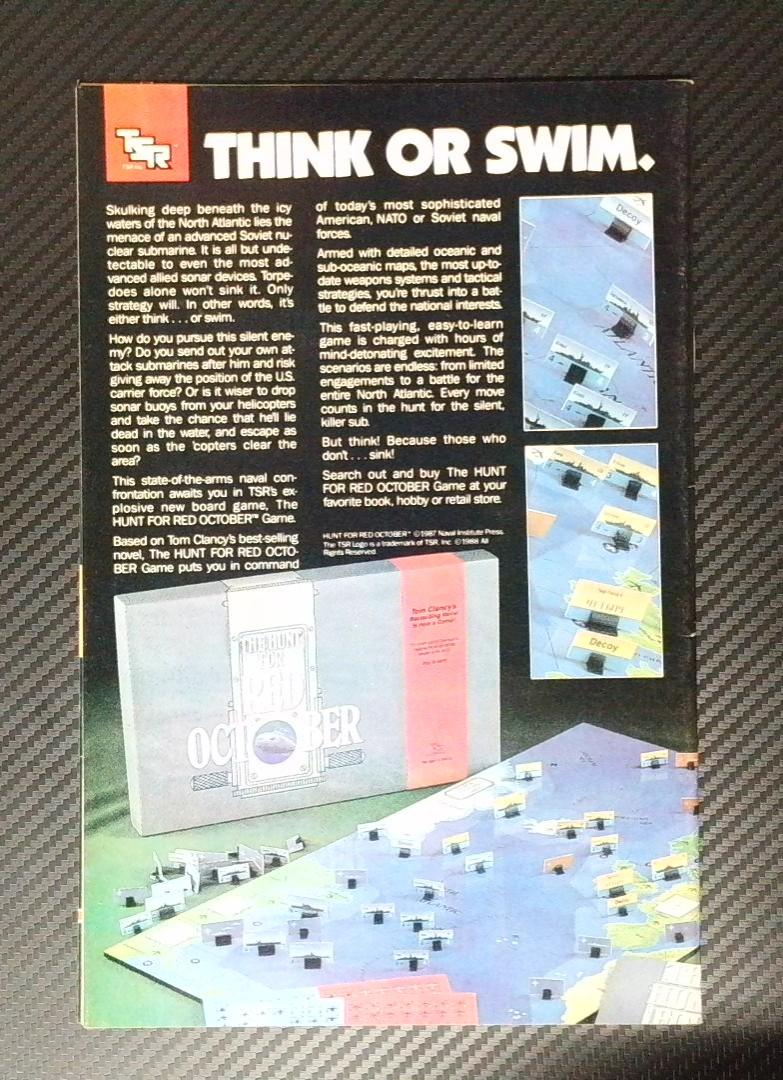 TSR
THINK OR SWIM.
Skulking deep beneath the icy
waters of the North Atlantic lies the
menace of an advanced Soviet nu-
clear submarine. It is all but unde-
tectable to even the most ad-
vanced allied sonar devices. Torpe-
does alone won't sink it. Only
strategy will. In other words, it's
either think . . . or swim.
How do you pursue this silent ene-
my? Do you send out your own at-
tack submarines after him and risk
giving away the position of the U.S.
carrier force? Or is it wiser to drop
sonar buoys from your helicopters
and take the chance that he'll lie
dead in the water, and escape as
soon as the 'copters clear the
area?
This state-of-the-arms naval con-
frontation awaits you in TSR's ex-
plosive new board game, The
HUNT FOR RED OCTOBER™ Game.
Based on Tom Clancy's best-selling
novel, The HUNT FOR RED OCTO-
BER Game puts you in command
of today's most sophisticated
American, NATO or Soviet naval
forces.
Armed with detailed oceanic and
sub-oceanic maps, the most up-to-
date weapons systems and tactical
strategies, you're thrust into a bat-
tle to defend the national interests.
This fast-playing, easy-to-learn
game is charged with hours of
mind-detonating excitement. The
scenarios are endless: from limited
engagements to a battle for the
entire North Atlantic. Every move
counts in the hunt for the silent,
killer sub.
But think! Because those who
don't . . . sink!
Search out and buy The HUNT
FOR RED OCTOBER Game at your
favorite book, hobby or retail store.
HUNT FOR RED OCTOBER™ ©1987 Naval Institute Press.
The TSR Logo is a trademark of TSR, Inc. ©1988 All
Rights Reserved.
Decoy
Decoy
Tom Clancy's
Bestselling Novel
Is Now a Game!
THE HUNT
FOR
RED
OCTOBER